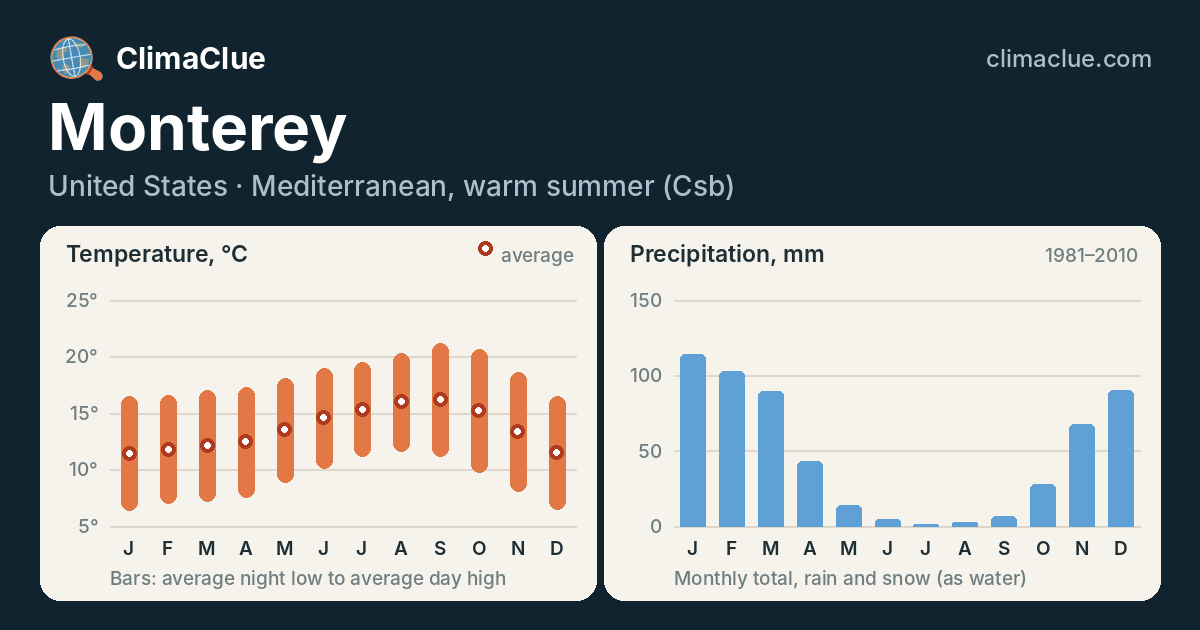 ClimaClue
climaclue.com
Monterey
United States · Mediterranean, warm summer (Csb)
Temperature, °C
average
25°
20°
15°
10°
5°
J F M A M J J A S O N D
Bars: average night low to average day high
Precipitation, mm
1981–2010
150
100
50
0
J F M A M J J A S O N D
Monthly total, rain and snow (as water)